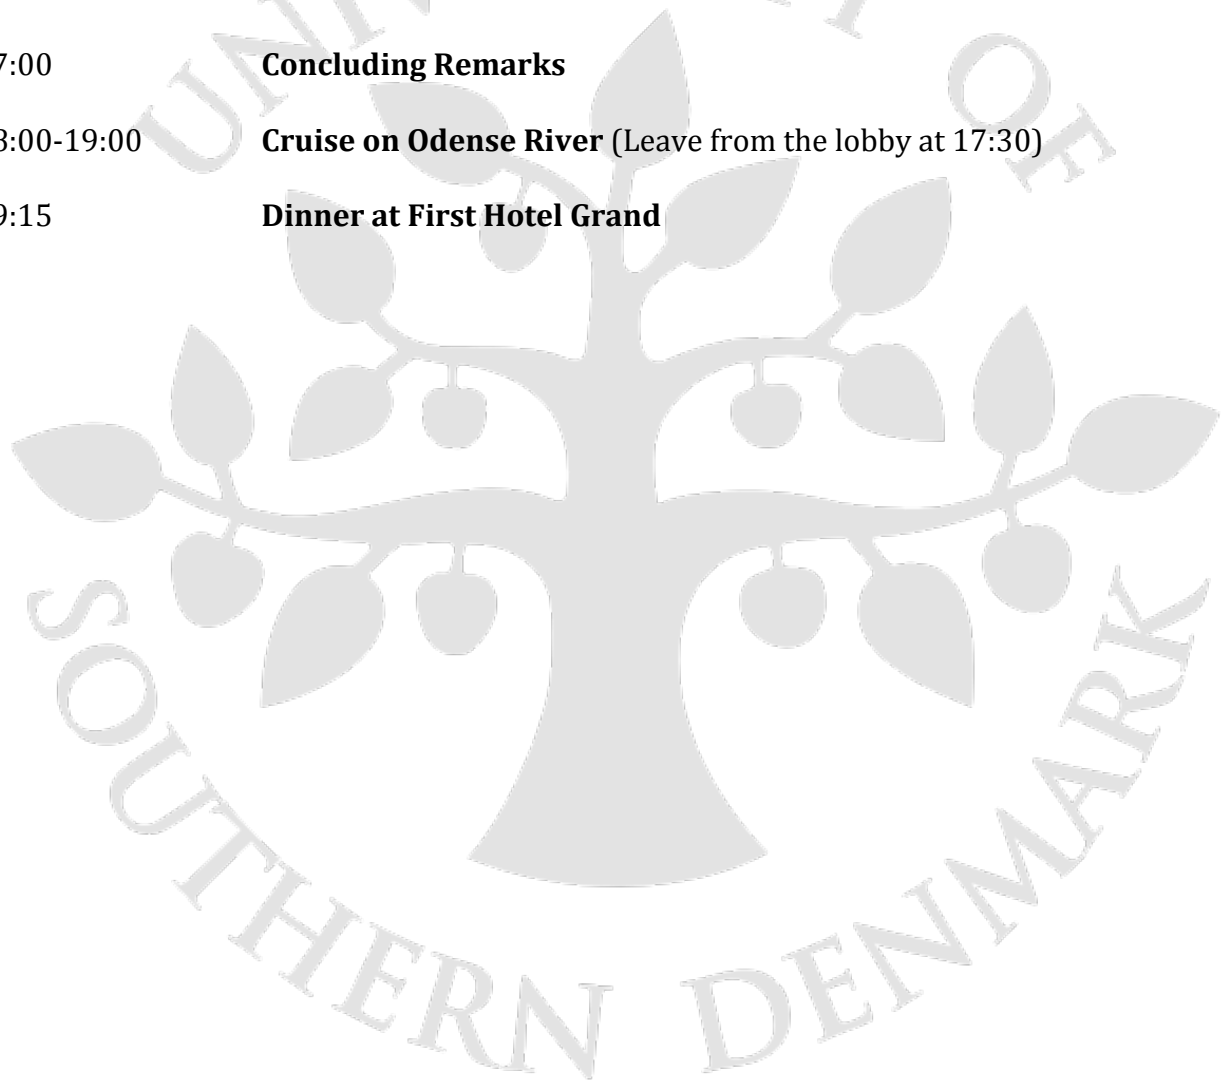 7:00 Concluding Remarks
8:00-19:00 Cruise on Odense River (Leave from the lobby at 17:30)
9:15 Dinner at First Hotel Grand
OF
SOUTHERN DENMARK